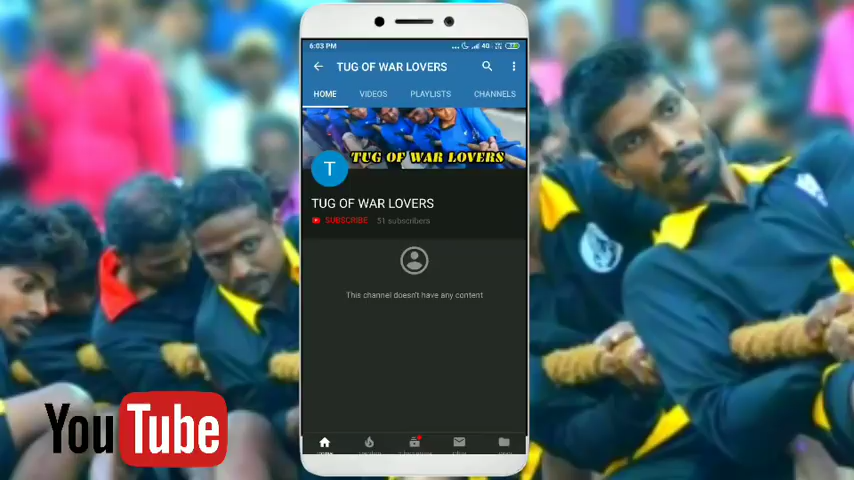 6:03 PM
4G
TUG OF WAR LOVERS
HOME VIDEOS PLAYLISTS CHANNELS
TUG OF WAR LOVERS
T
TUG OF WAR LOVERS
SUBSCRIBE 51 subscribers
This channel doesn't have any content
YouTube